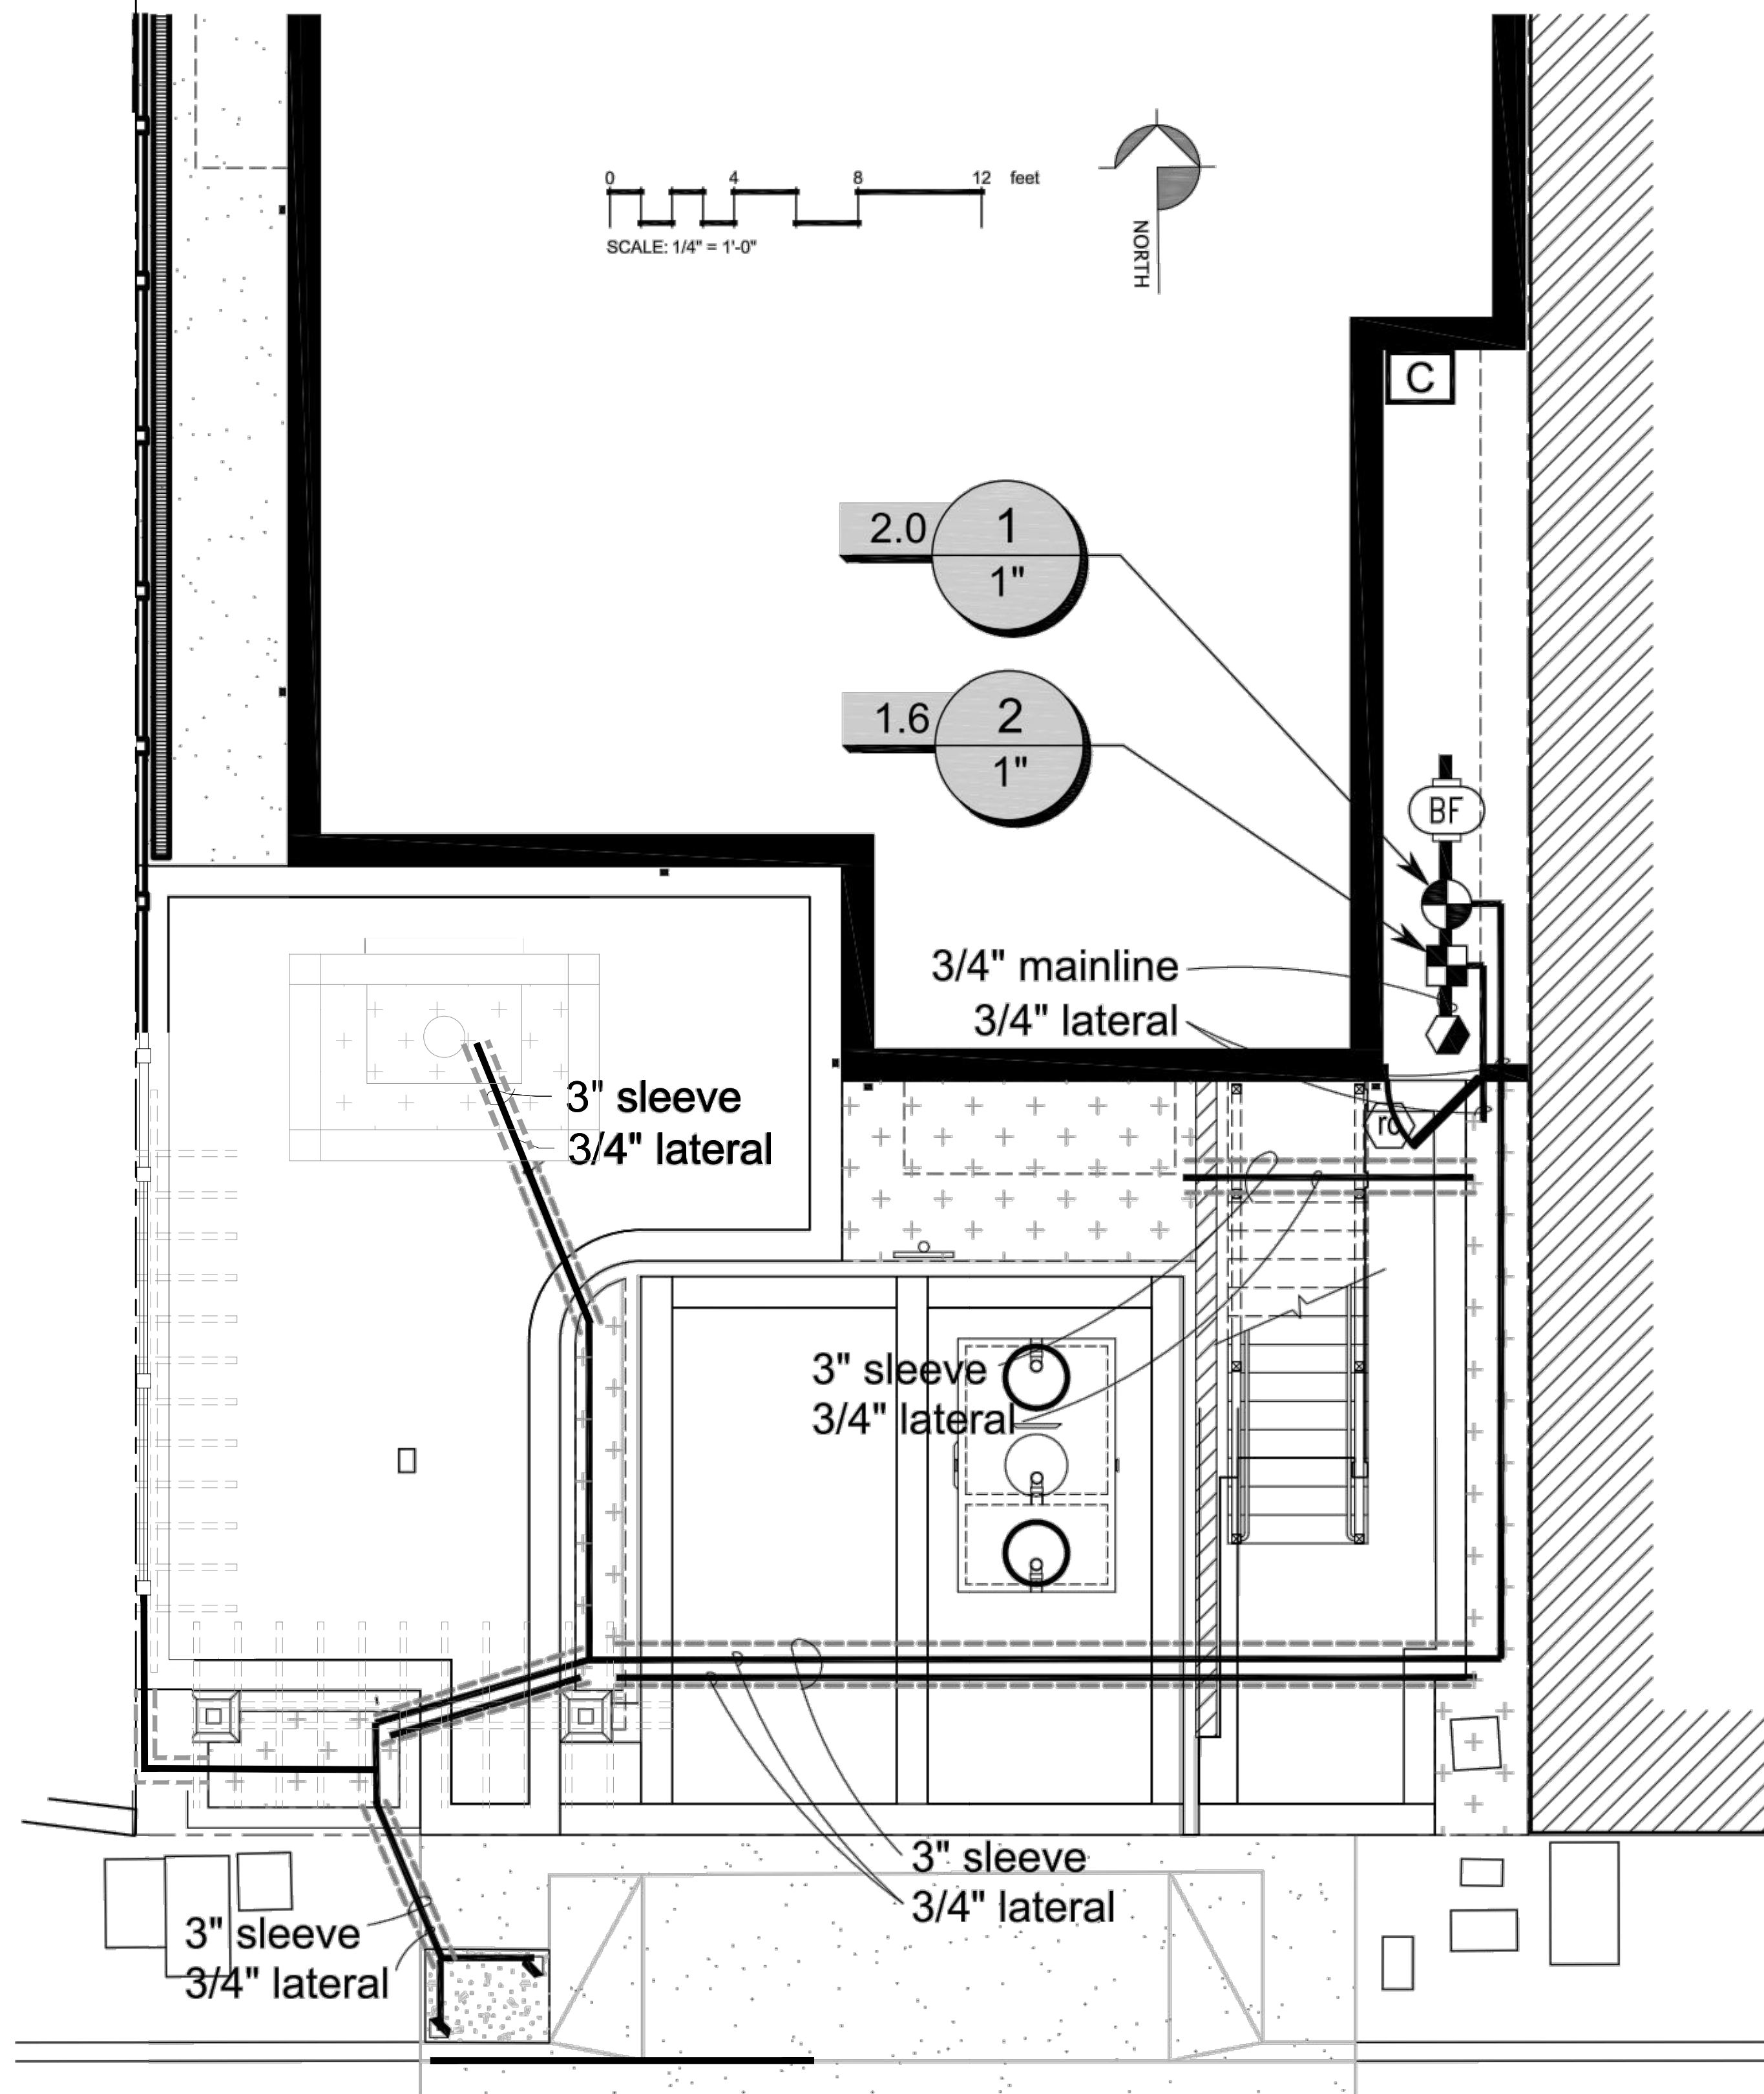 0 4 8 12 feet
SCALE: 1/4" = 1'-0"
NORTH
C
2.0 1
1"
1.6 2
1"
BF
3/4" mainline
3/4" lateral
3" sleeve
3/4" lateral
3" sleeve
3/4" lateral
3" sleeve
3/4" lateral
3" sleeve
3/4" lateral